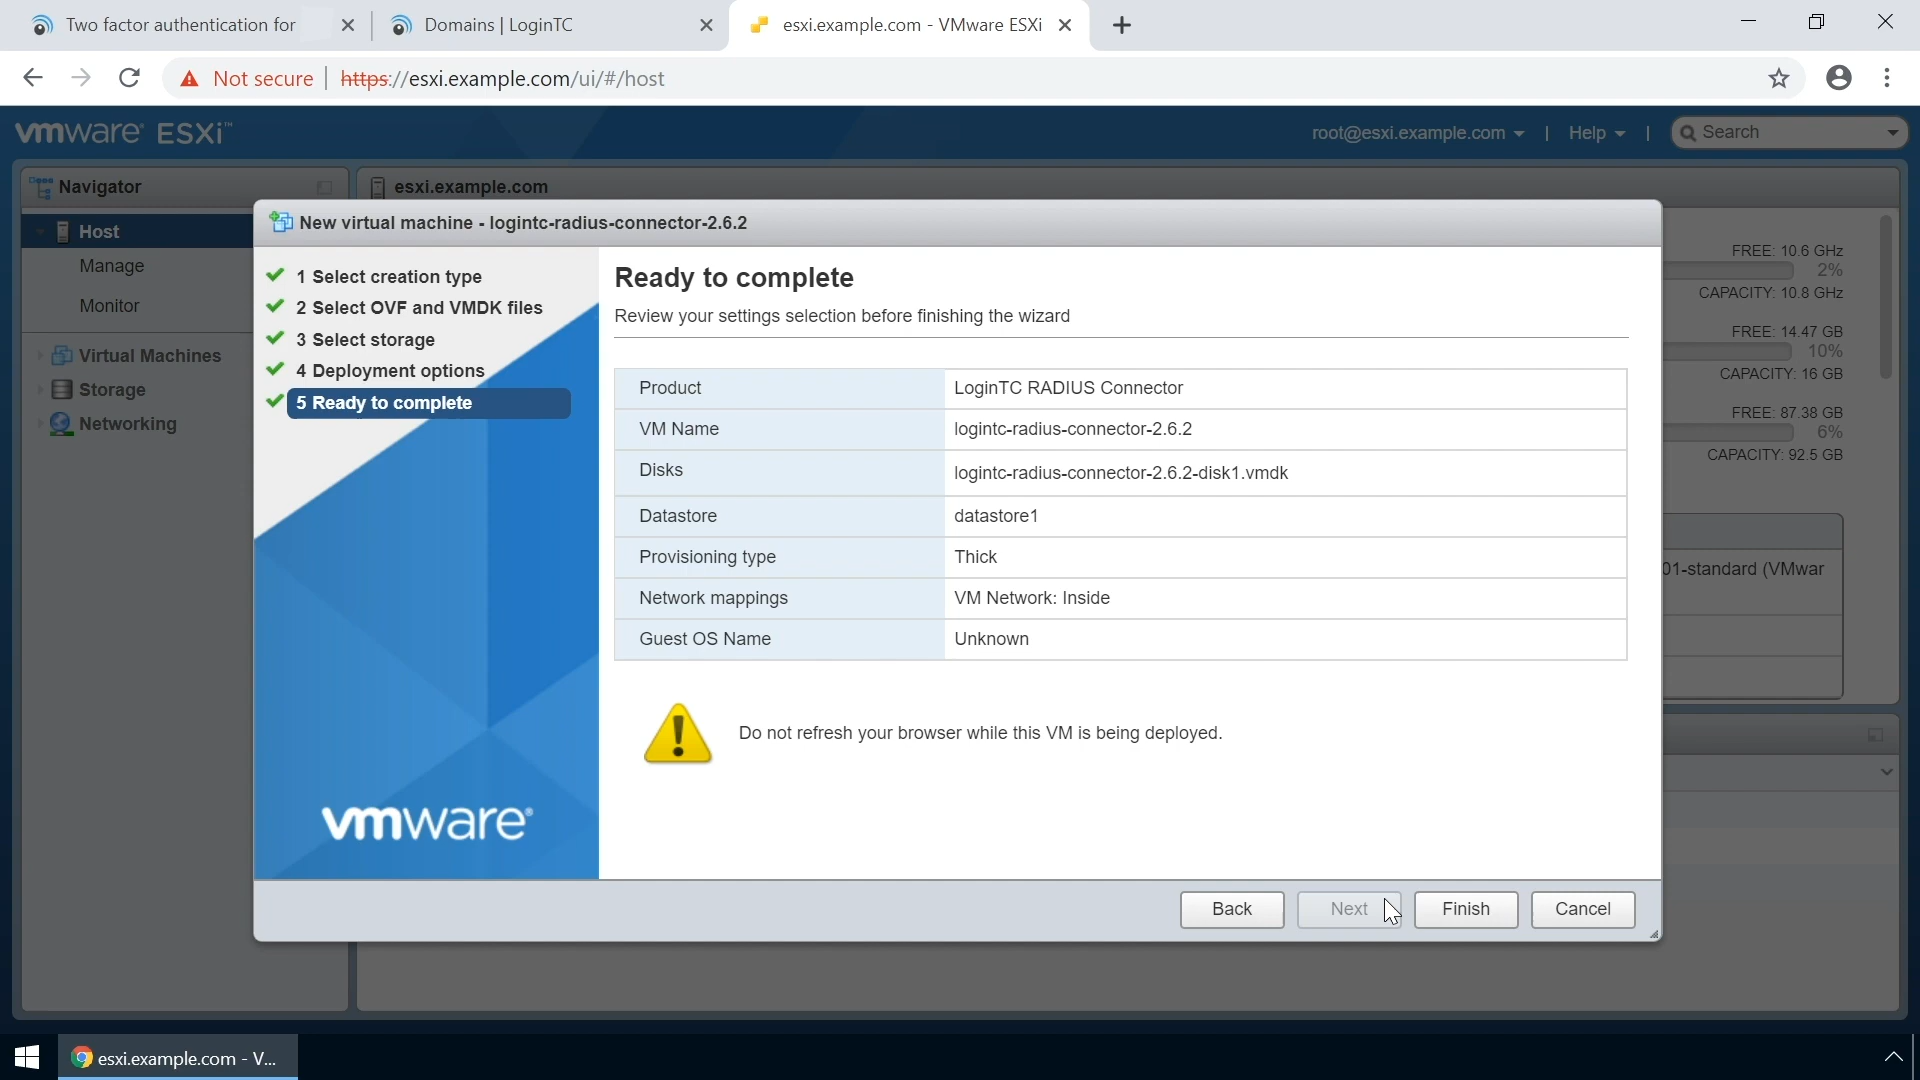 Two factor authentication for
Domains | LoginTC
esxi.example.com - VMware ESXi
Not secure
https://esxi.example.com/ui/#/host
vmware ESXi™
root@esxi.example.com
|
Help
|
Search
Navigator
esxi.example.com
Host
Manage
Monitor
Virtual Machines
Storage
Networking
New virtual machine - logintc-radius-connector-2.6.2
1 Select creation type
2 Select OVF and VMDK files
3 Select storage
4 Deployment options
5 Ready to complete
vmware®
Ready to complete
Review your settings selection before finishing the wizard
Product LoginTC RADIUS Connector
VM Name logintc-radius-connector-2.6.2
Disks logintc-radius-connector-2.6.2-disk1.vmdk
Datastore datastore1
Provisioning type Thick
Network mappings VM Network: Inside
Guest OS Name Unknown
Do not refresh your browser while this VM is being deployed.
Back
Next
Finish
Cancel
FREE: 10.6 GHz
2%
CAPACITY: 10.8 GHz
FREE: 14.47 GB
10%
CAPACITY: 16 GB
FREE: 87.38 GB
6%
CAPACITY: 92.5 GB
01-standard (VMwar
esxi.example.com - V...